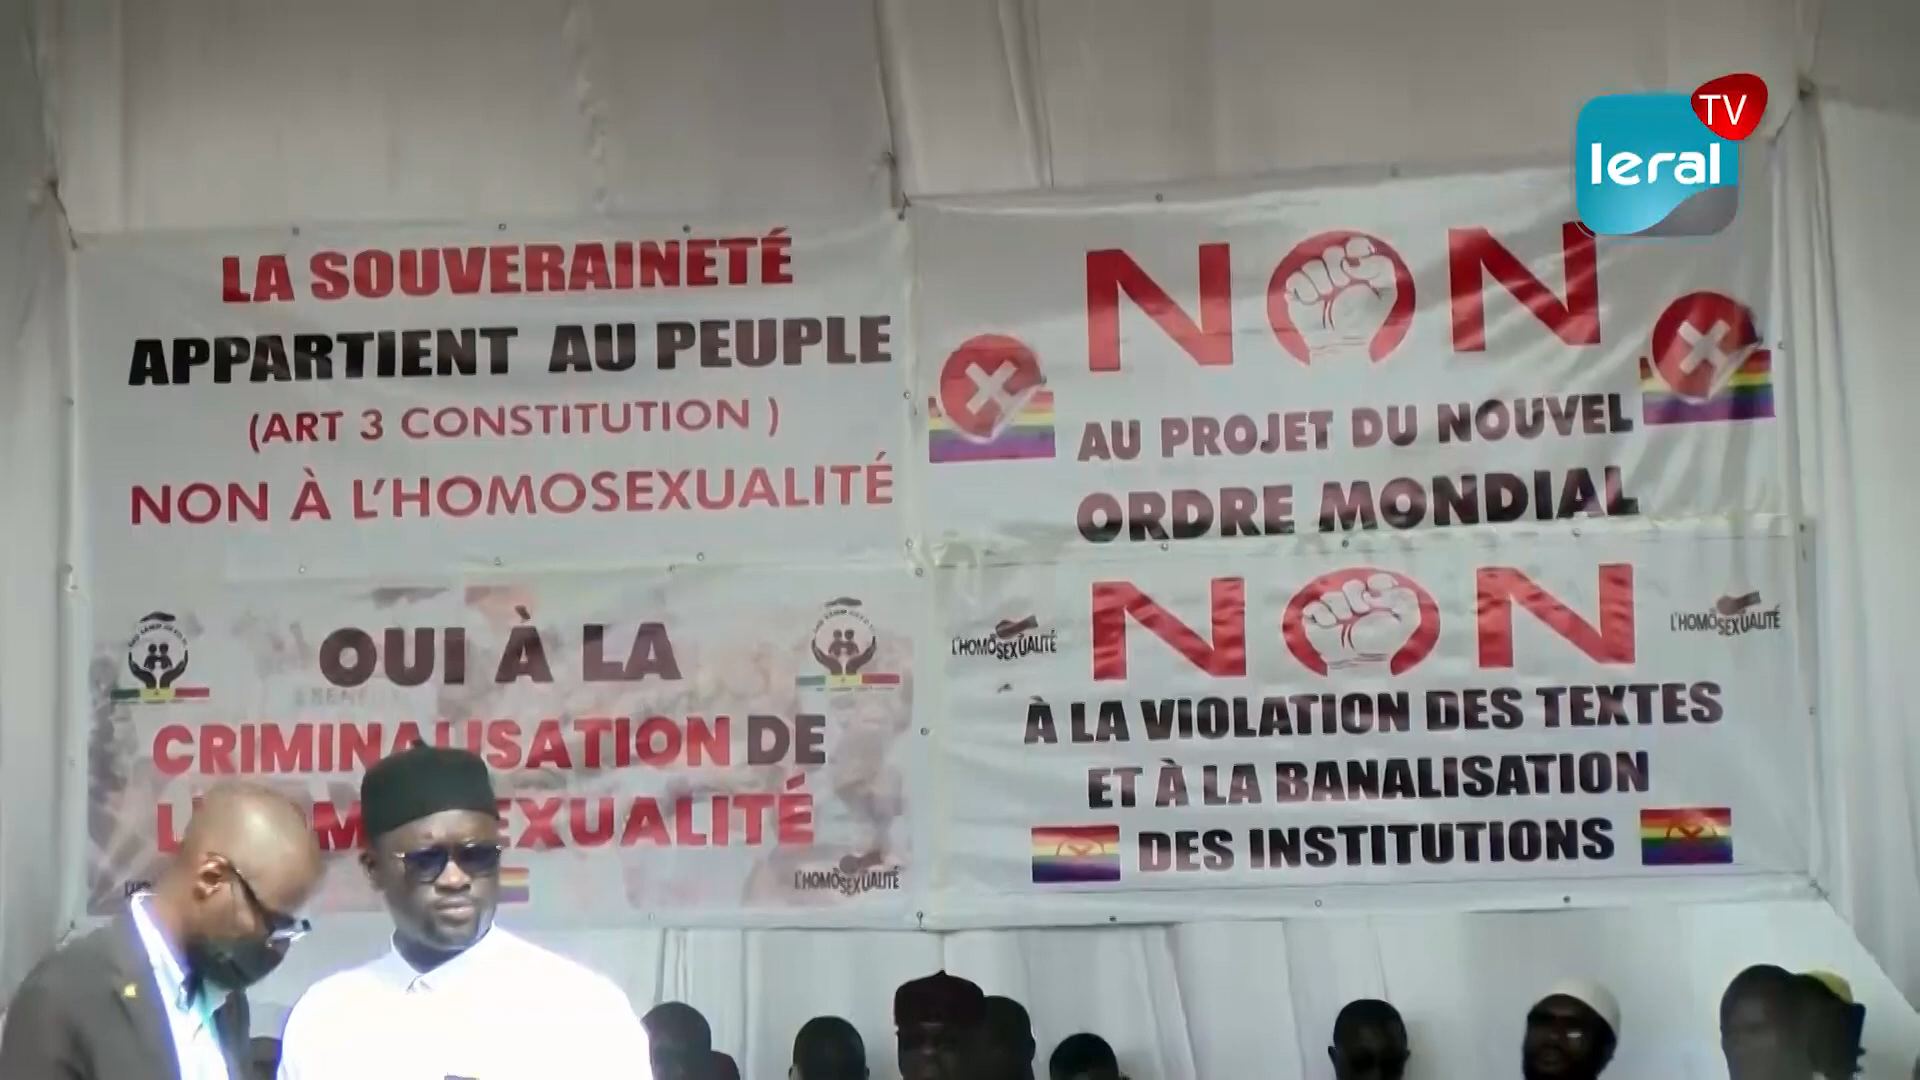 TV
leral
LA SOUVERAINETÉ
APPARTIENT AU PEUPLE
(ART 3 CONSTITUTION )
NON À L'HOMOSEXUALITÉ
NON
AU PROJET DU NOUVEL
ORDRE MONDIAL
OUI À LA
CRIMINALISATION DE
L'HOMOSEXUALITÉ
L'HOMOSEXUALITÉ
NON
L'HOMOSEXUALITÉ
L'HOMOSEXUALITÉ
À LA VIOLATION DES TEXTES
ET À LA BANALISATION
DES INSTITUTIONS